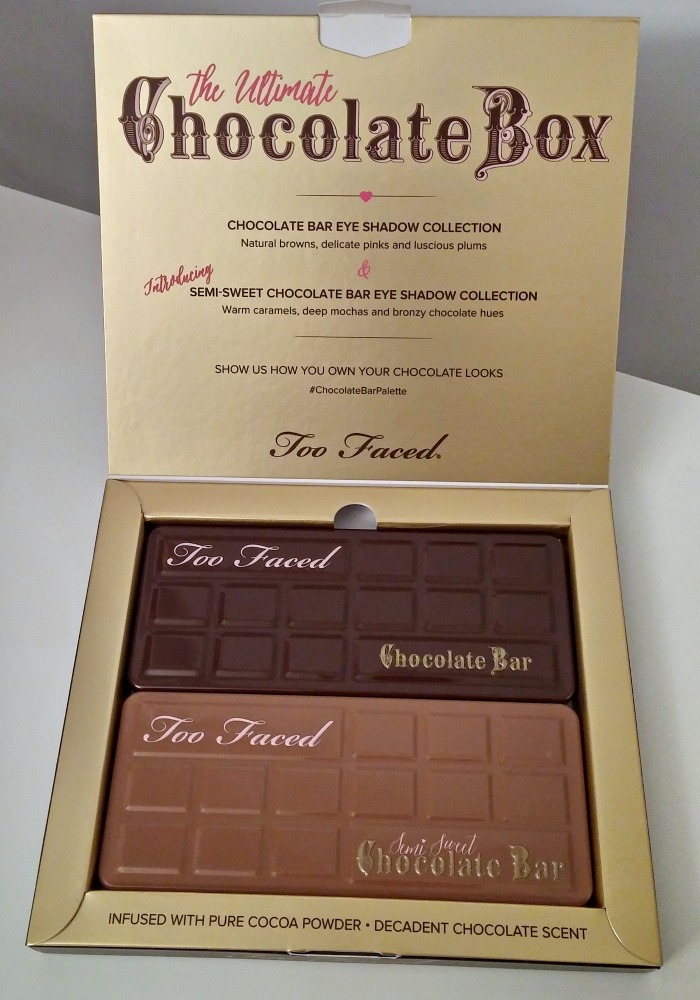 the Ultimate
Chocolate Box
CHOCOLATE BAR EYE SHADOW COLLECTION
Natural browns, delicate pinks and luscious plums
&
Introducing
SEMI-SWEET CHOCOLATE BAR EYE SHADOW COLLECTION
Warm caramels, deep mochas and bronzy chocolate hues
SHOW US HOW YOU OWN YOUR CHOCOLATE LOOKS
#ChocolateBarPalette
Too Faced.
Too Faced
Chocolate Bar
Too Faced
Semi Sweet
Chocolate Bar
INFUSED WITH PURE COCOA POWDER • DECADENT CHOCOLATE SCENT